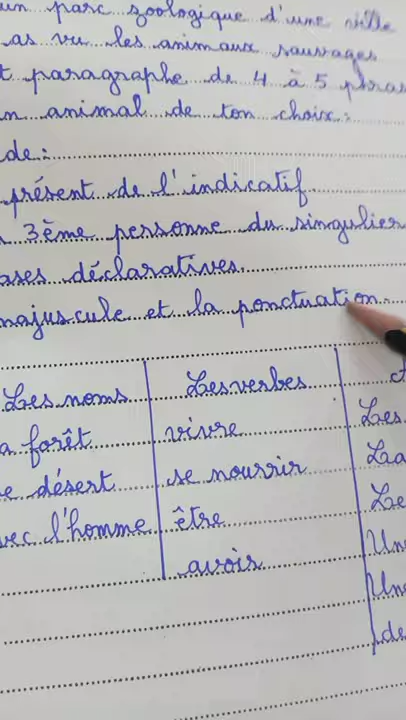 un parc zoologique d'une ville
as vu les animaux sauvages
t paragraphe de 4 à 5 phras
n animal de ton choix.
de:
présent de l'indicatif
3ème personne du singulier
ases déclaratives.
majuscule et la ponctuation.
Les noms Les verbes
a forêt vivre Les
e désert se nourrir La
vec l'homme être Le
avoir Un
Une
de